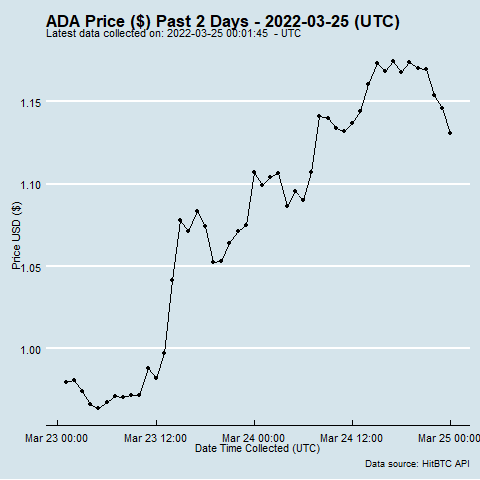 ADA Price ($) Past 2 Days - 2022-03-25 (UTC)
Latest data collected on: 2022-03-25 00:01:45  - UTC
1.15
1.10
1.05
1.00
Price USD ($)
Mar 23 00:00 Mar 23 12:00 Mar 24 00:00 Mar 24 12:00 Mar 25 00:00
Date Time Collected (UTC)
Data source: HitBTC API